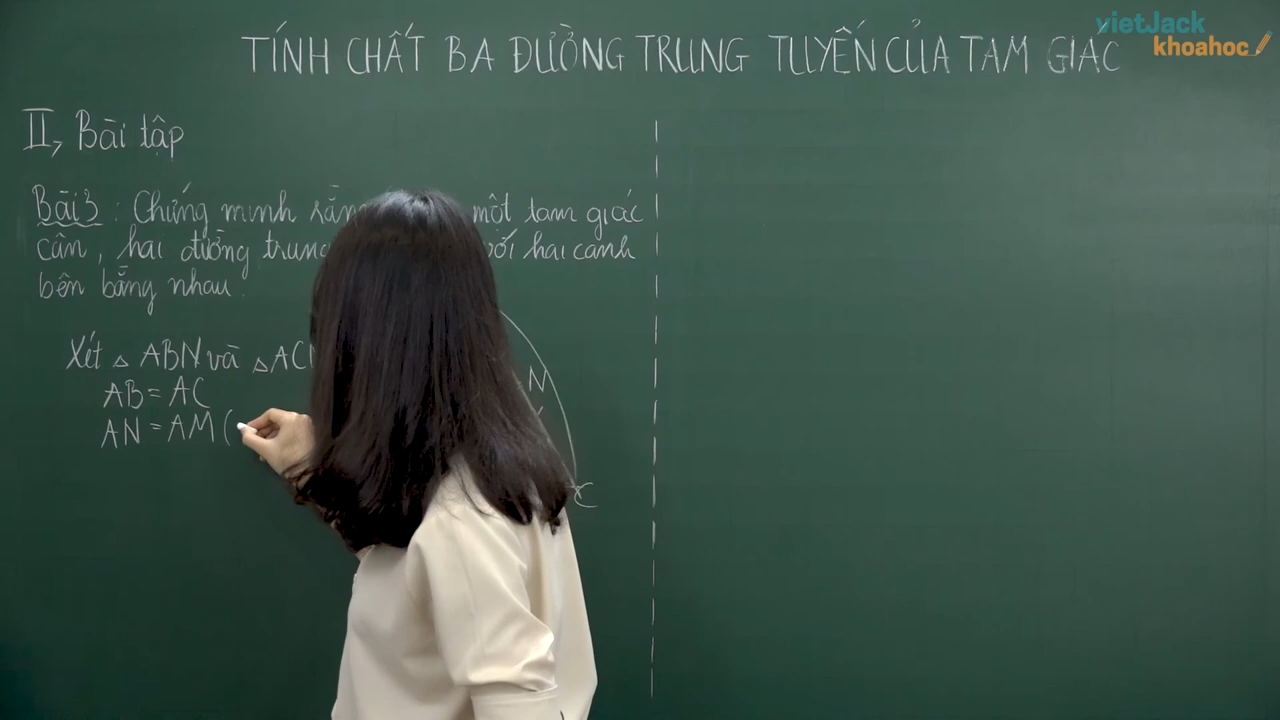 vietJack
khoahoc
TÍNH CHẤT BA ĐƯỜNG TRUNG TUYẾN CỦA TAM GIÁC
II, Bài tập
Bài 3 : Chứng minh rằng một tam giác
cân, hai đường trung với hai cạnh
bên bằng nhau.
Xét △ ABN và △AC
AB = AC
AN = AM (
N
C